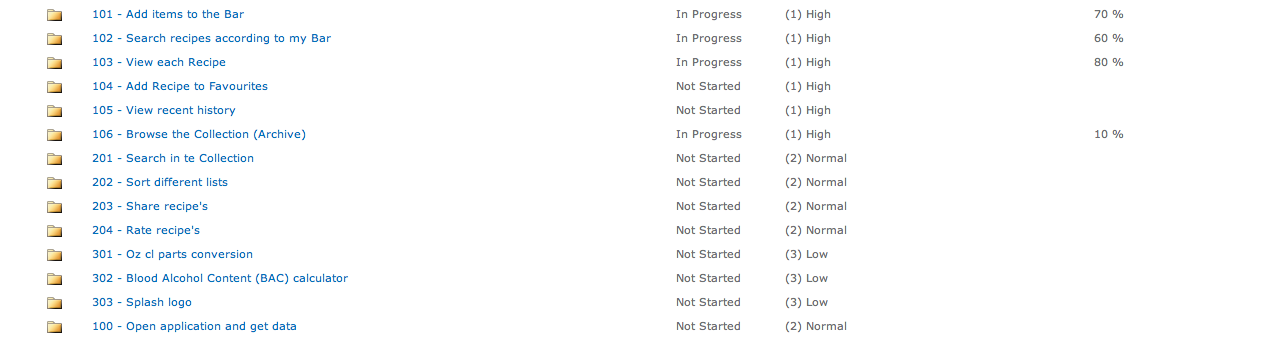 101 - Add items to the Bar In Progress (1) High 70 %
102 - Search recipes according to my Bar In Progress (1) High 60 %
103 - View each Recipe In Progress (1) High 80 %
104 - Add Recipe to Favourites Not Started (1) High
105 - View recent history Not Started (1) High
106 - Browse the Collection (Archive) In Progress (1) High 10 %
201 - Search in te Collection Not Started (2) Normal
202 - Sort different lists Not Started (2) Normal
203 - Share recipe's Not Started (2) Normal
204 - Rate recipe's Not Started (2) Normal
301 - Oz cl parts conversion Not Started (3) Low
302 - Blood Alcohol Content (BAC) calculator Not Started (3) Low
303 - Splash logo Not Started (3) Low
100 - Open application and get data Not Started (2) Normal